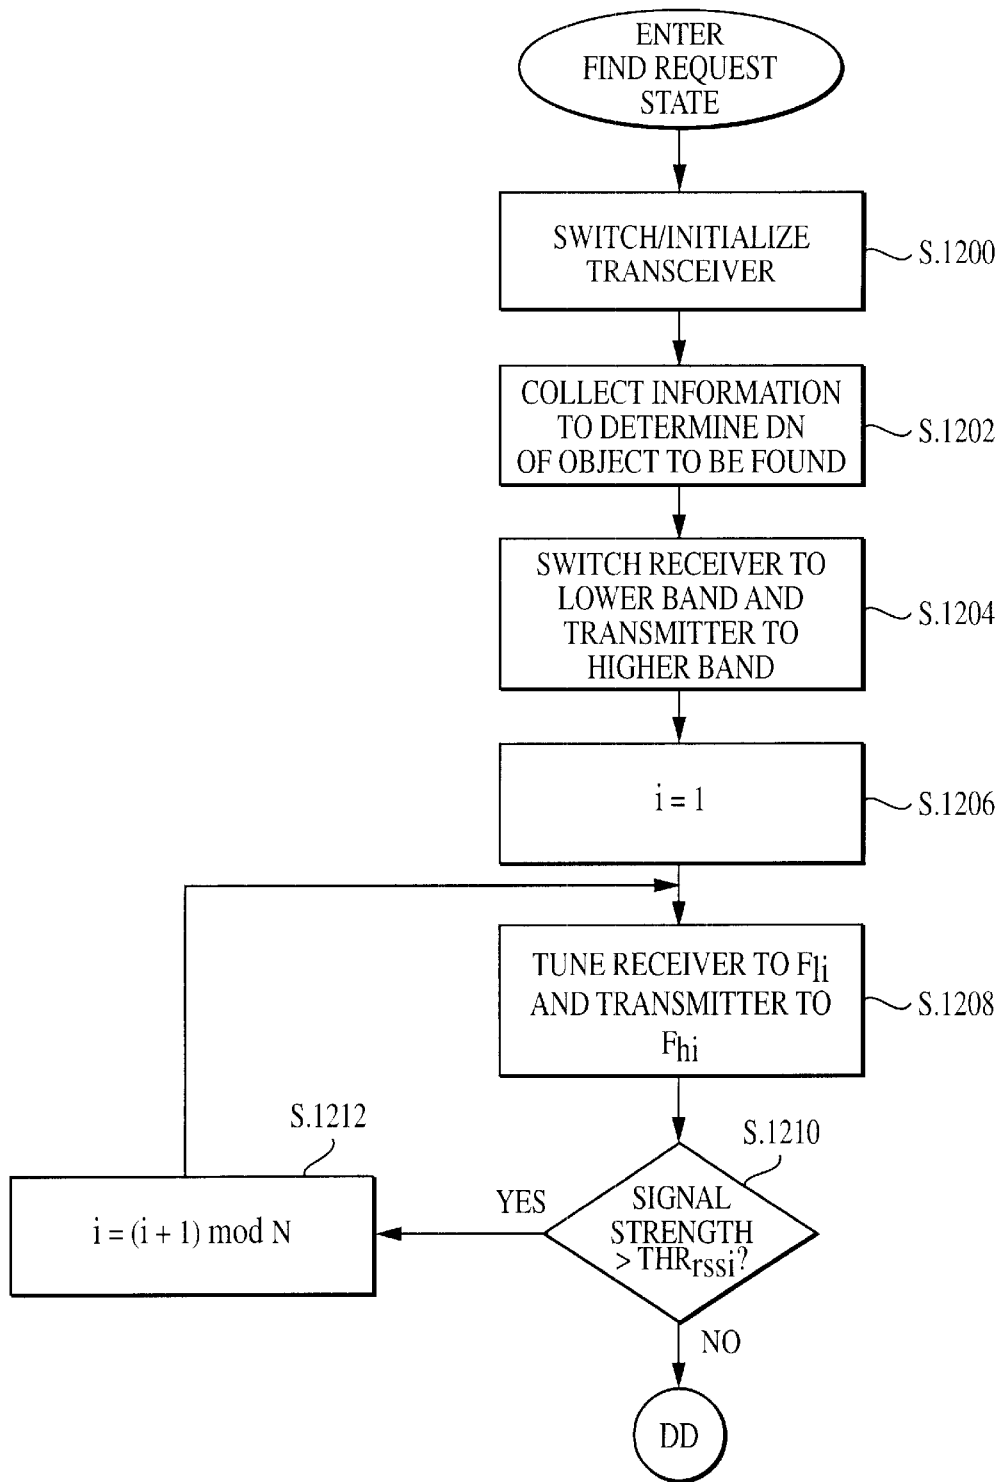 ENTER
FIND REQUEST
STATE
SWITCH/INITIALIZE
TRANSCEIVER
S.1200
COLLECT INFORMATION
TO DETERMINE DN
OF OBJECT TO BE FOUND
S.1202
SWITCH RECEIVER TO
LOWER BAND AND
TRANSMITTER TO
HIGHER BAND
S.1204
i = 1
S.1206
TUNE RECEIVER TO Fli
AND TRANSMITTER TO
Fhi
S.1208
S.1210
SIGNAL
STRENGTH
> THRrssi?
YES
S.1212
i = (i + 1) mod N
NO
DD